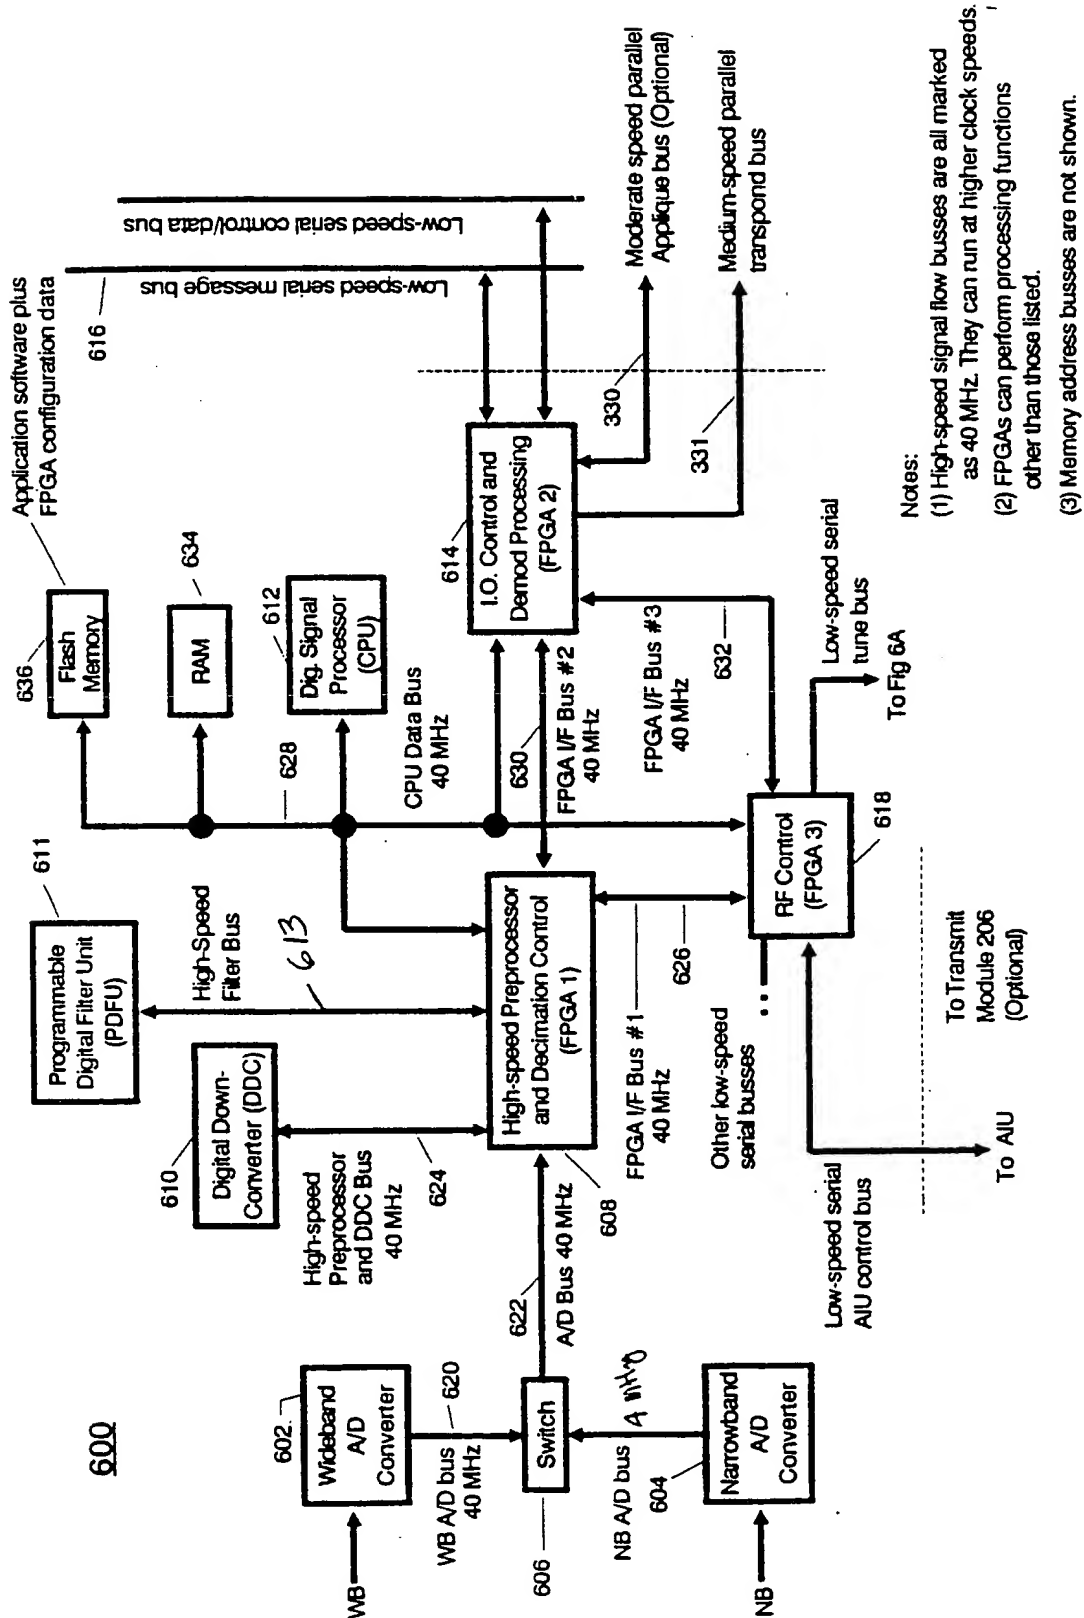 600
WB
602
Wideband
A/D
Converter
WB A/D bus
40 MHz
620
606
Switch
NB A/D bus
604
NB
Narrowband
A/D
Converter
622
A/D Bus 40 MHz
610
Digital Down-
Converter (DDC)
High-speed
Preprocessor
and DDC Bus
40 MHz
624
611
Programmable
Digital Filter Unit
(PDFU)
High-Speed
Filter Bus
613
High-speed Preprocessor
and Decimation Control
(FPGA 1)
608
FPGA I/F Bus #1
40 MHz
626
Application software plus
FPGA configuration data
636
Flash
Memory
634
RAM
612
Dig. Signal
Processor
(CPU)
628
CPU Data Bus
40 MHz
630
FPGA I/F Bus #2
40 MHz
FPGA I/F Bus #3
40 MHz
632
614
I.O. Control and
Demod Processing
(FPGA 2)
616
Low-speed serial message bus
Low-speed serial control/data bus
330
Moderate speed parallel
Applique bus (Optional)
331
Medium-speed parallel
transpond bus
Other low-speed
serial busses
...
RF Control
(FPGA 3)
618
Low-speed serial
tune bus
To Fig 6A
Low-speed serial
AIU control bus
To AIU
To Transmit
Module 206
(Optional)
Notes:
(1) High-speed signal flow busses are all marked
as 40 MHz. They can run at higher clock speeds.
(2) FPGAs can perform processing functions
other than those listed.
(3) Memory address busses are not shown.